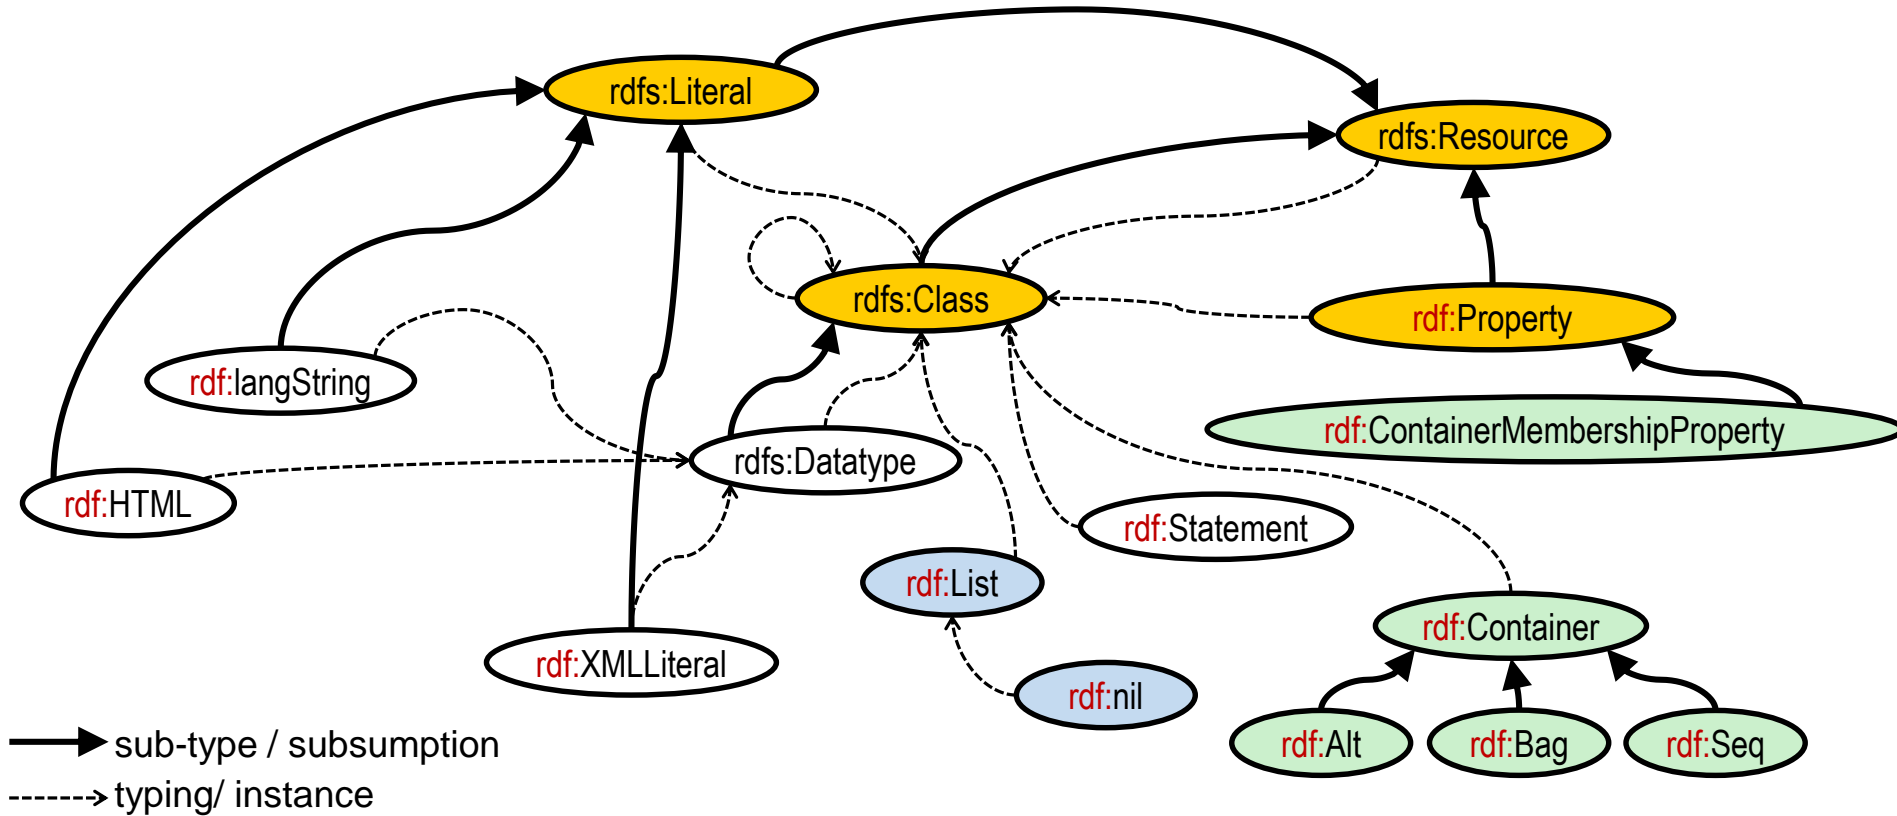 rdfs:Literal
rdfs:Resource
rdfs:Class
rdf:Property
rdf:langString
rdf:ContainerMembershipProperty
rdfs:Datatype
rdf:HTML
rdf:Statement
rdf:List
rdf:Container
rdf:XMLLiteral
rdf:nil
rdf:Alt
rdf:Bag
rdf:Seq
sub-type / subsumption
typing/ instance